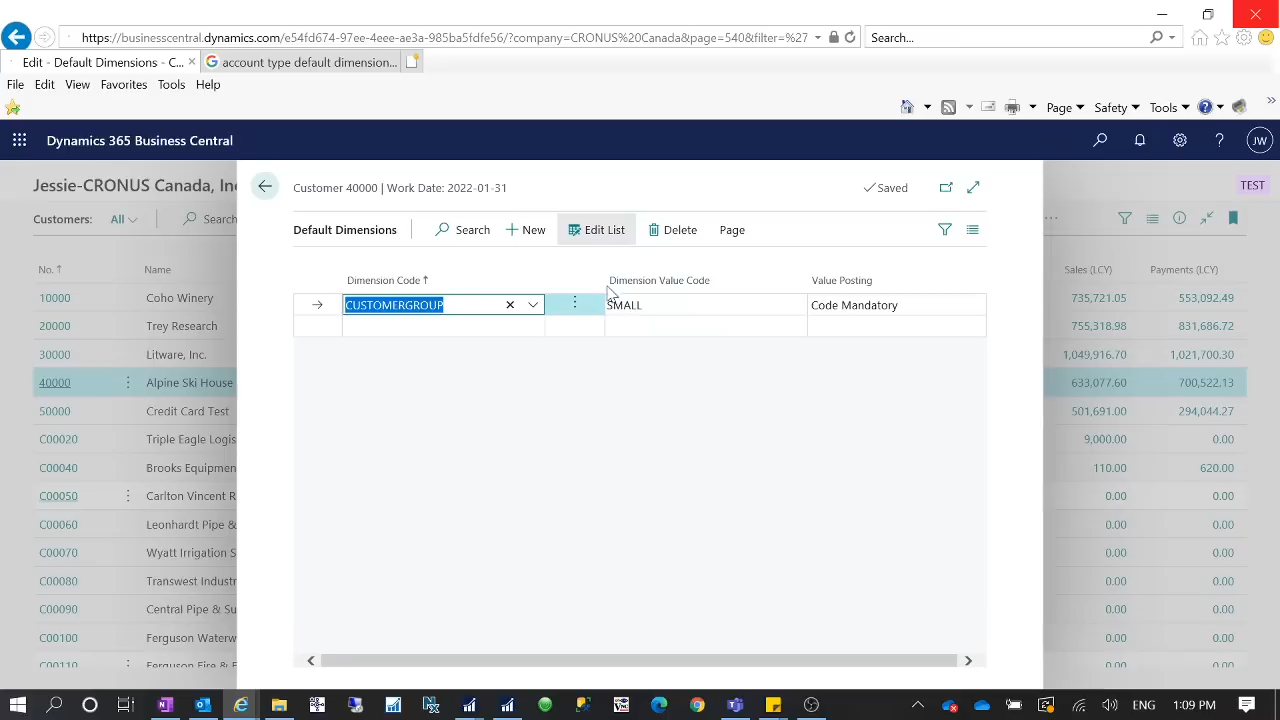 https://businesscentral.dynamics.com/e54fd674-97ee-4eee-ae3a-985ba5fdfe56/?company=CRONUS%20Canada&page=540&filter=%27
Search...
Edit - Default Dimensions - C...
account type default dimension...
File Edit View Favorites Tools Help
Page Safety Tools
Dynamics 365 Business Central
JW
Jessie-CRONUS Canada, Inc
Customer 40000 | Work Date: 2022-01-31
Saved
TEST
Customers: All Search
Default Dimensions Search New Edit List Delete Page
No. Name
Sales (LCY) Payments (LCY)
Dimension Code Dimension Value Code Value Posting
CUSTOMERGROUP SMALL Code Mandatory
10000 Coho Winery 735,721.05 553,092.49
20000 Trey Research 755,318.98 831,686.72
30000 Litware, Inc. 1,049,916.70 1,021,700.30
40000 Alpine Ski House 633,077.60 700,522.13
50000 Credit Card Test 501,691.00 294,044.27
C00020 Triple Eagle Logis 9,000.00 0.00
C00040 Brooks Equipmen 110.00 620.00
C00050 Carlton Vincent R 0.00 0.00
C00060 Leonhardt Pipe & 0.00 0.00
C00070 Wyatt Irrigation S 0.00 0.00
C00080 Transwest Industr 0.00 0.00
C00090 Central Pipe & Su 0.00 0.00
C00100 Ferguson Waterw 0.00 0.00
C00110 Ferguson Fire & F 0.00 0.00
ENG 1:09 PM